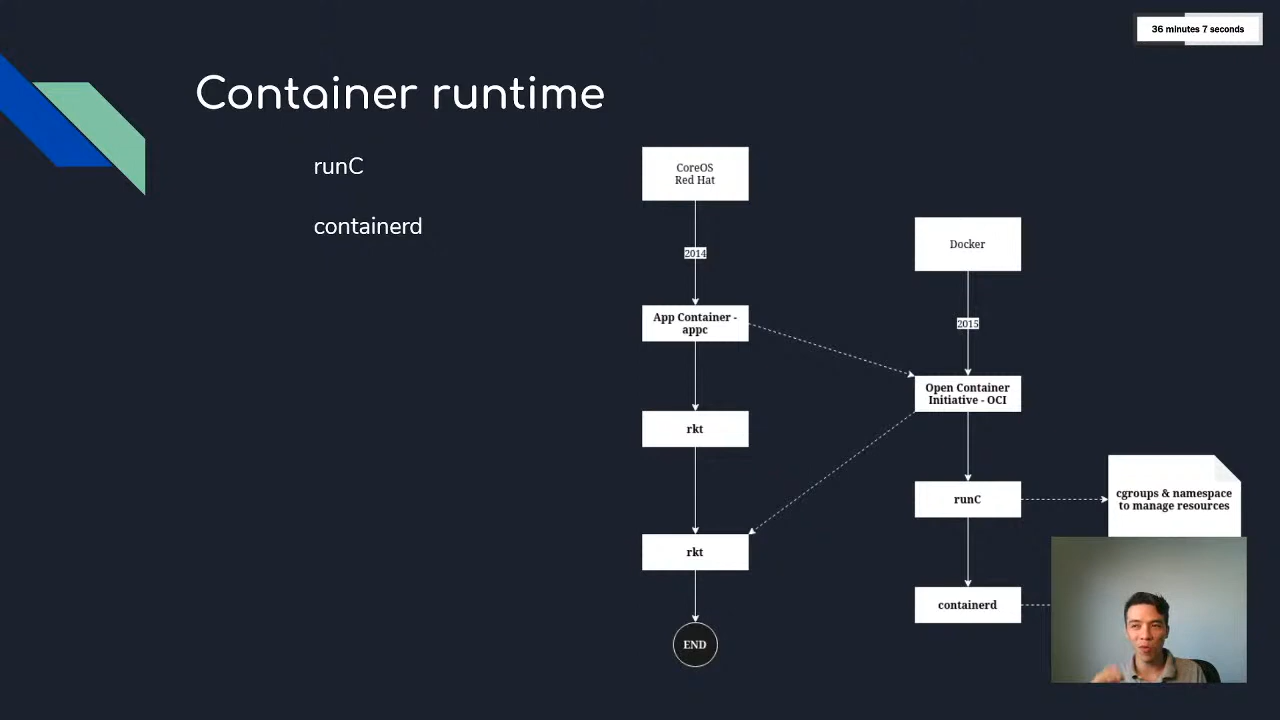 36 minutes 7 seconds
Container runtime
runC
containerd
CoreOS
Red Hat
2014
App Container -
appc
rkt
rkt
END
Docker
2015
Open Container
Initiative - OCI
runC
containerd
cgroups & namespace
to manage resources